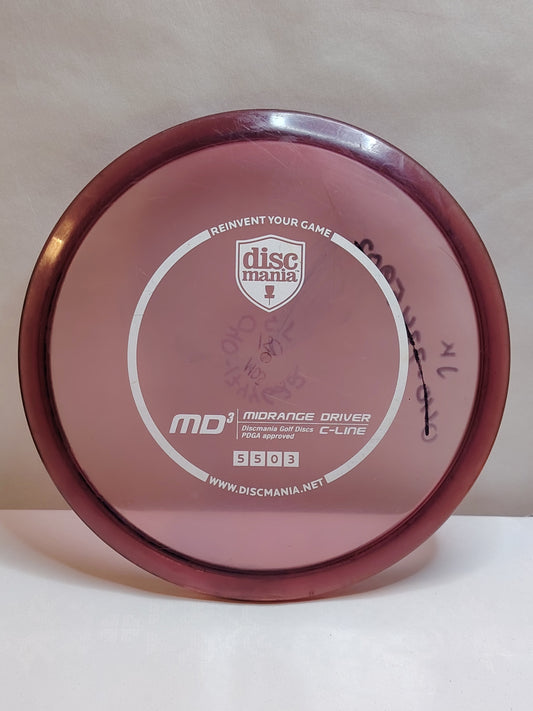 REINVENT YOUR GAME
disc
mania
MD3 MIDRANGE DRIVER
Discmania Golf Discs C-LINE
PDGA approved
5 5 0 3
WWW.DISCMANIA.NET